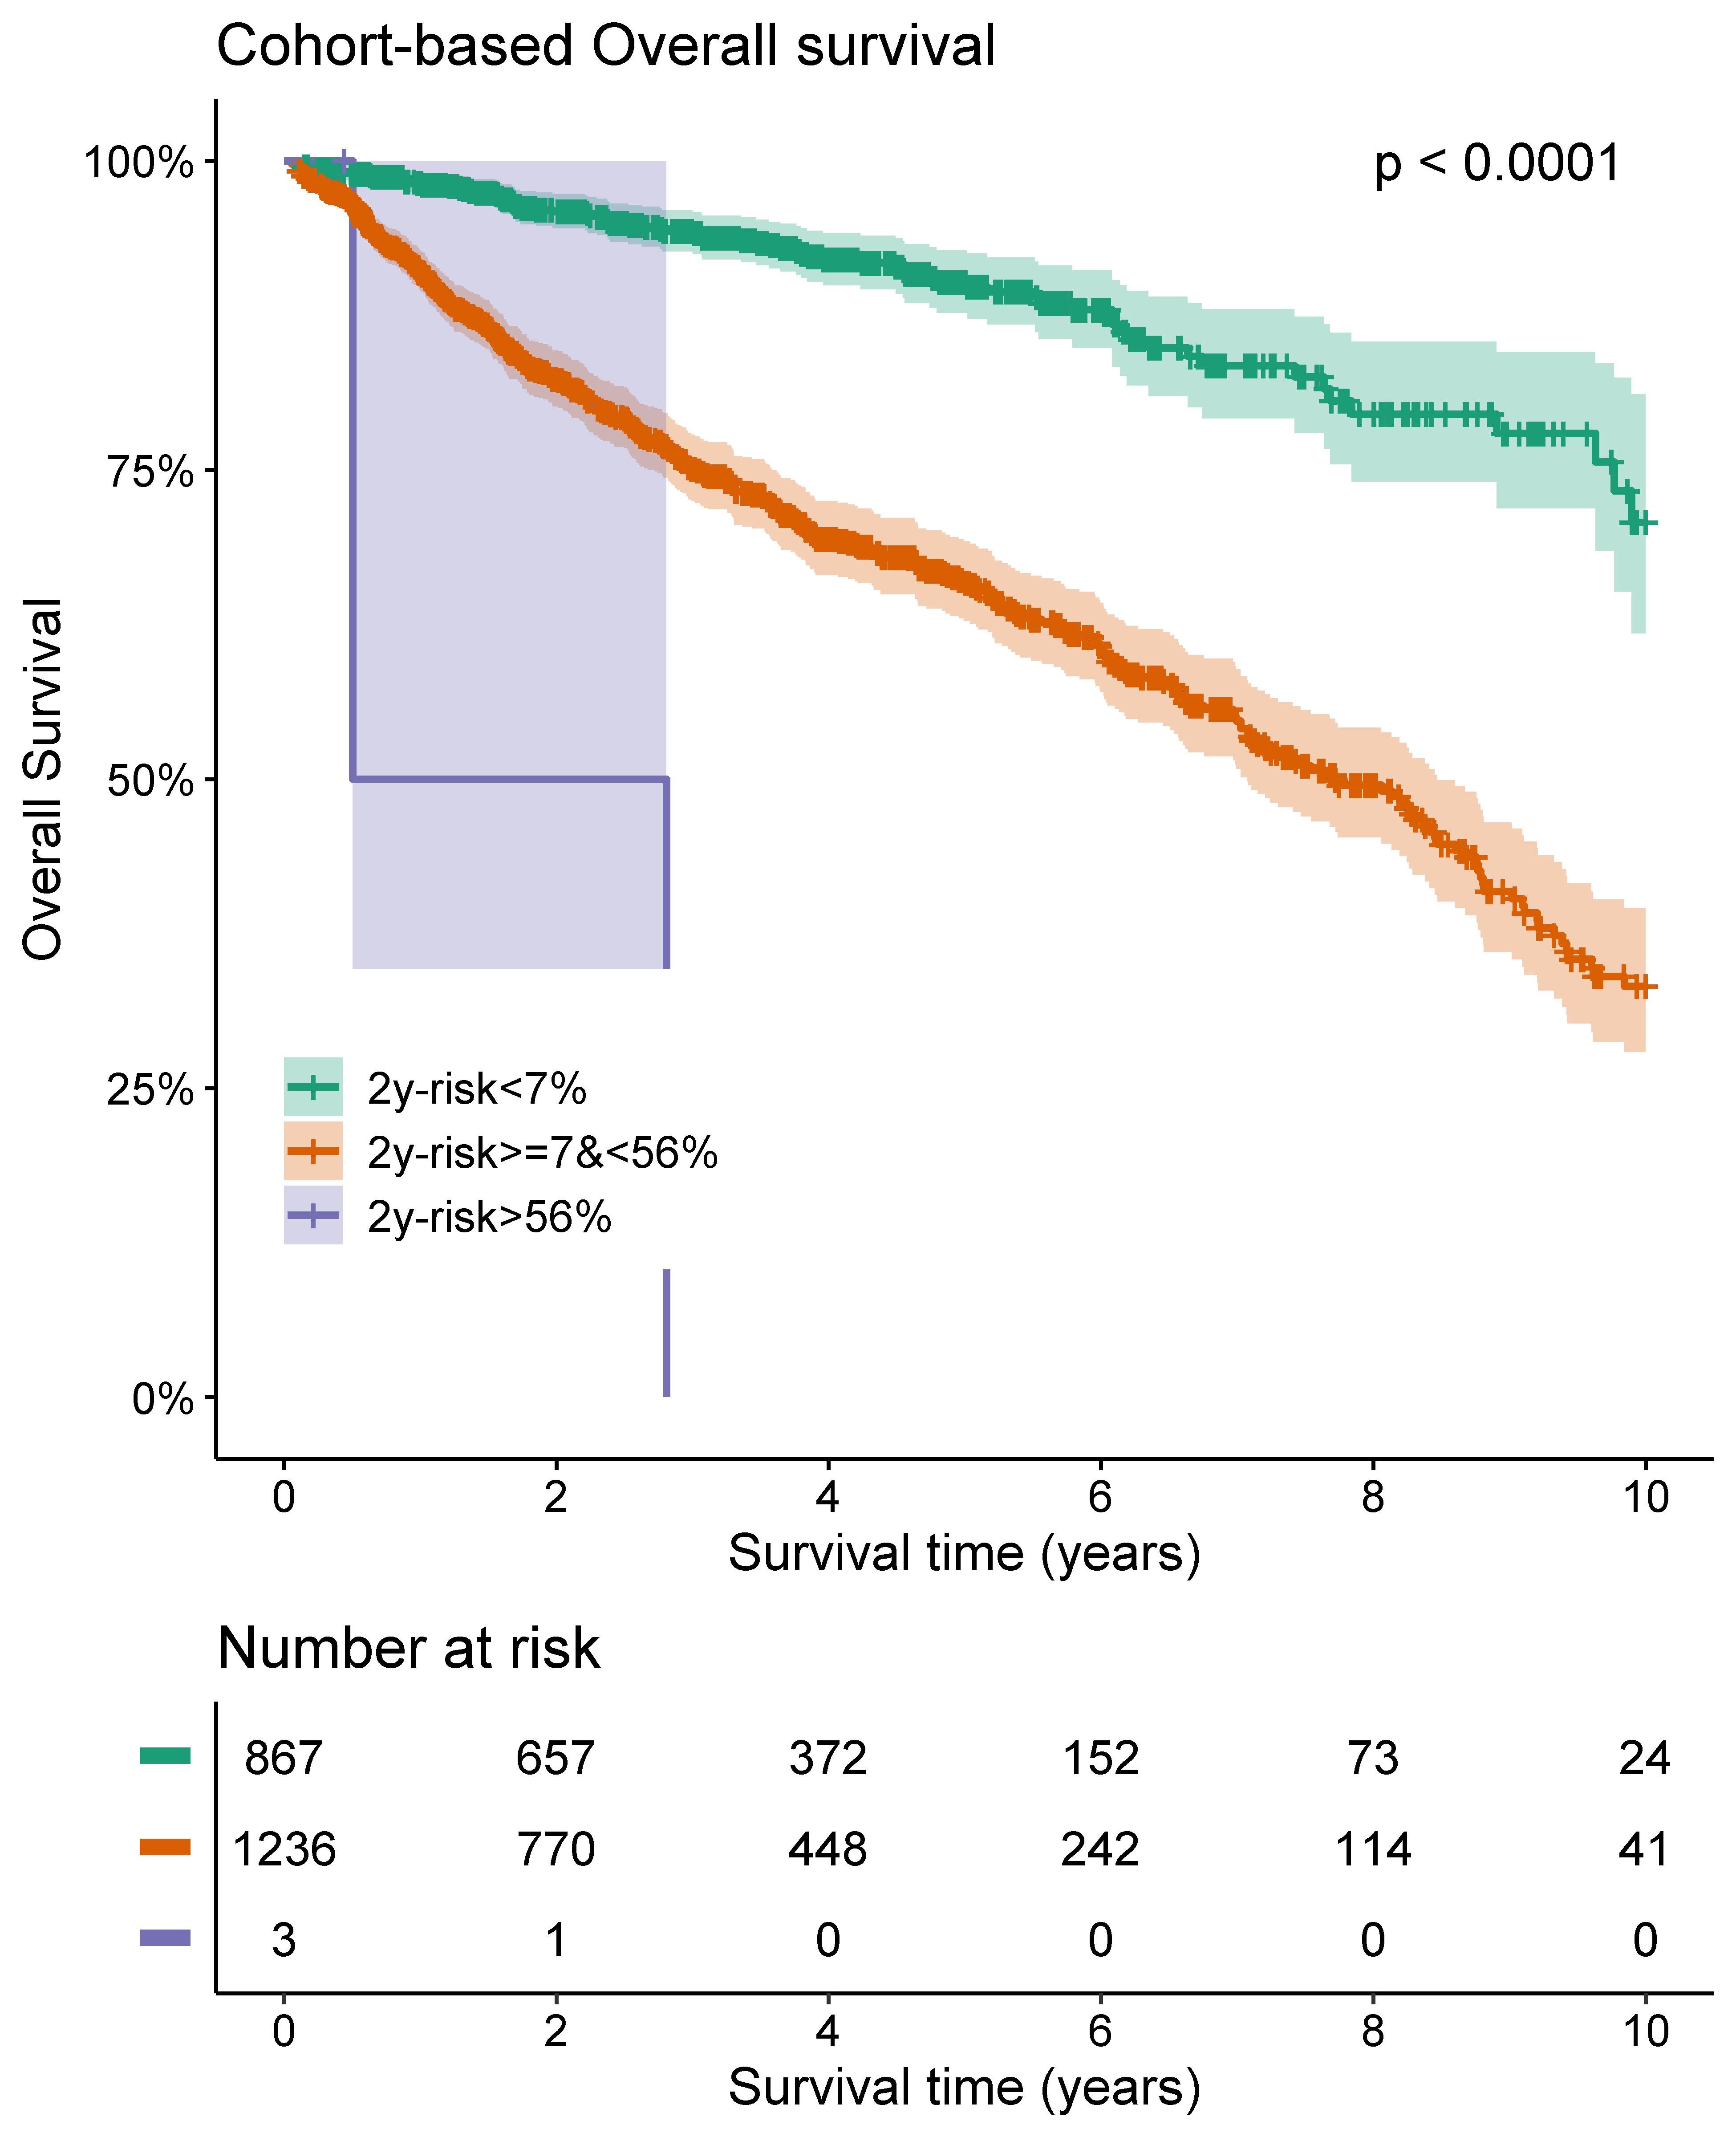 Cohort-based Overall survival
p < 0.0001
100%
75%
50%
25%
0%
Overall Survival
2y-risk<7%
2y-risk>=7&<56%
2y-risk>56%
0 2 4 6 8 10
Survival time (years)
Number at risk
867 657 372 152 73 24
1236 770 448 242 114 41
3 1 0 0 0 0
0 2 4 6 8 10
Survival time (years)